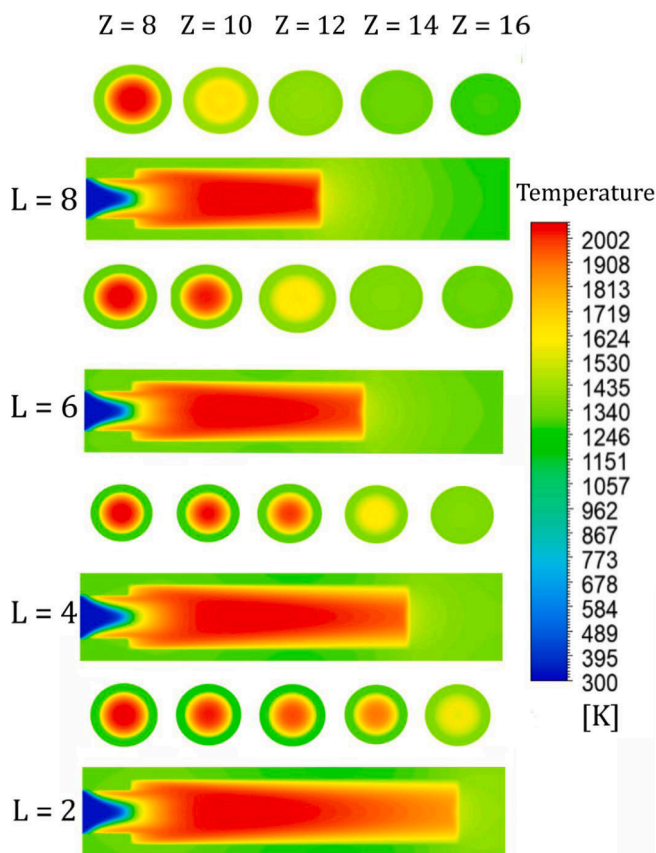 Z = 8 Z = 10 Z = 12 Z = 14 Z = 16
L = 8
Temperature
2002
1908
1813
1719
1624
1530
1435
1340
1246
1151
1057
962
867
773
678
584
489
395
300
[K]
L = 6
L = 4
L = 2